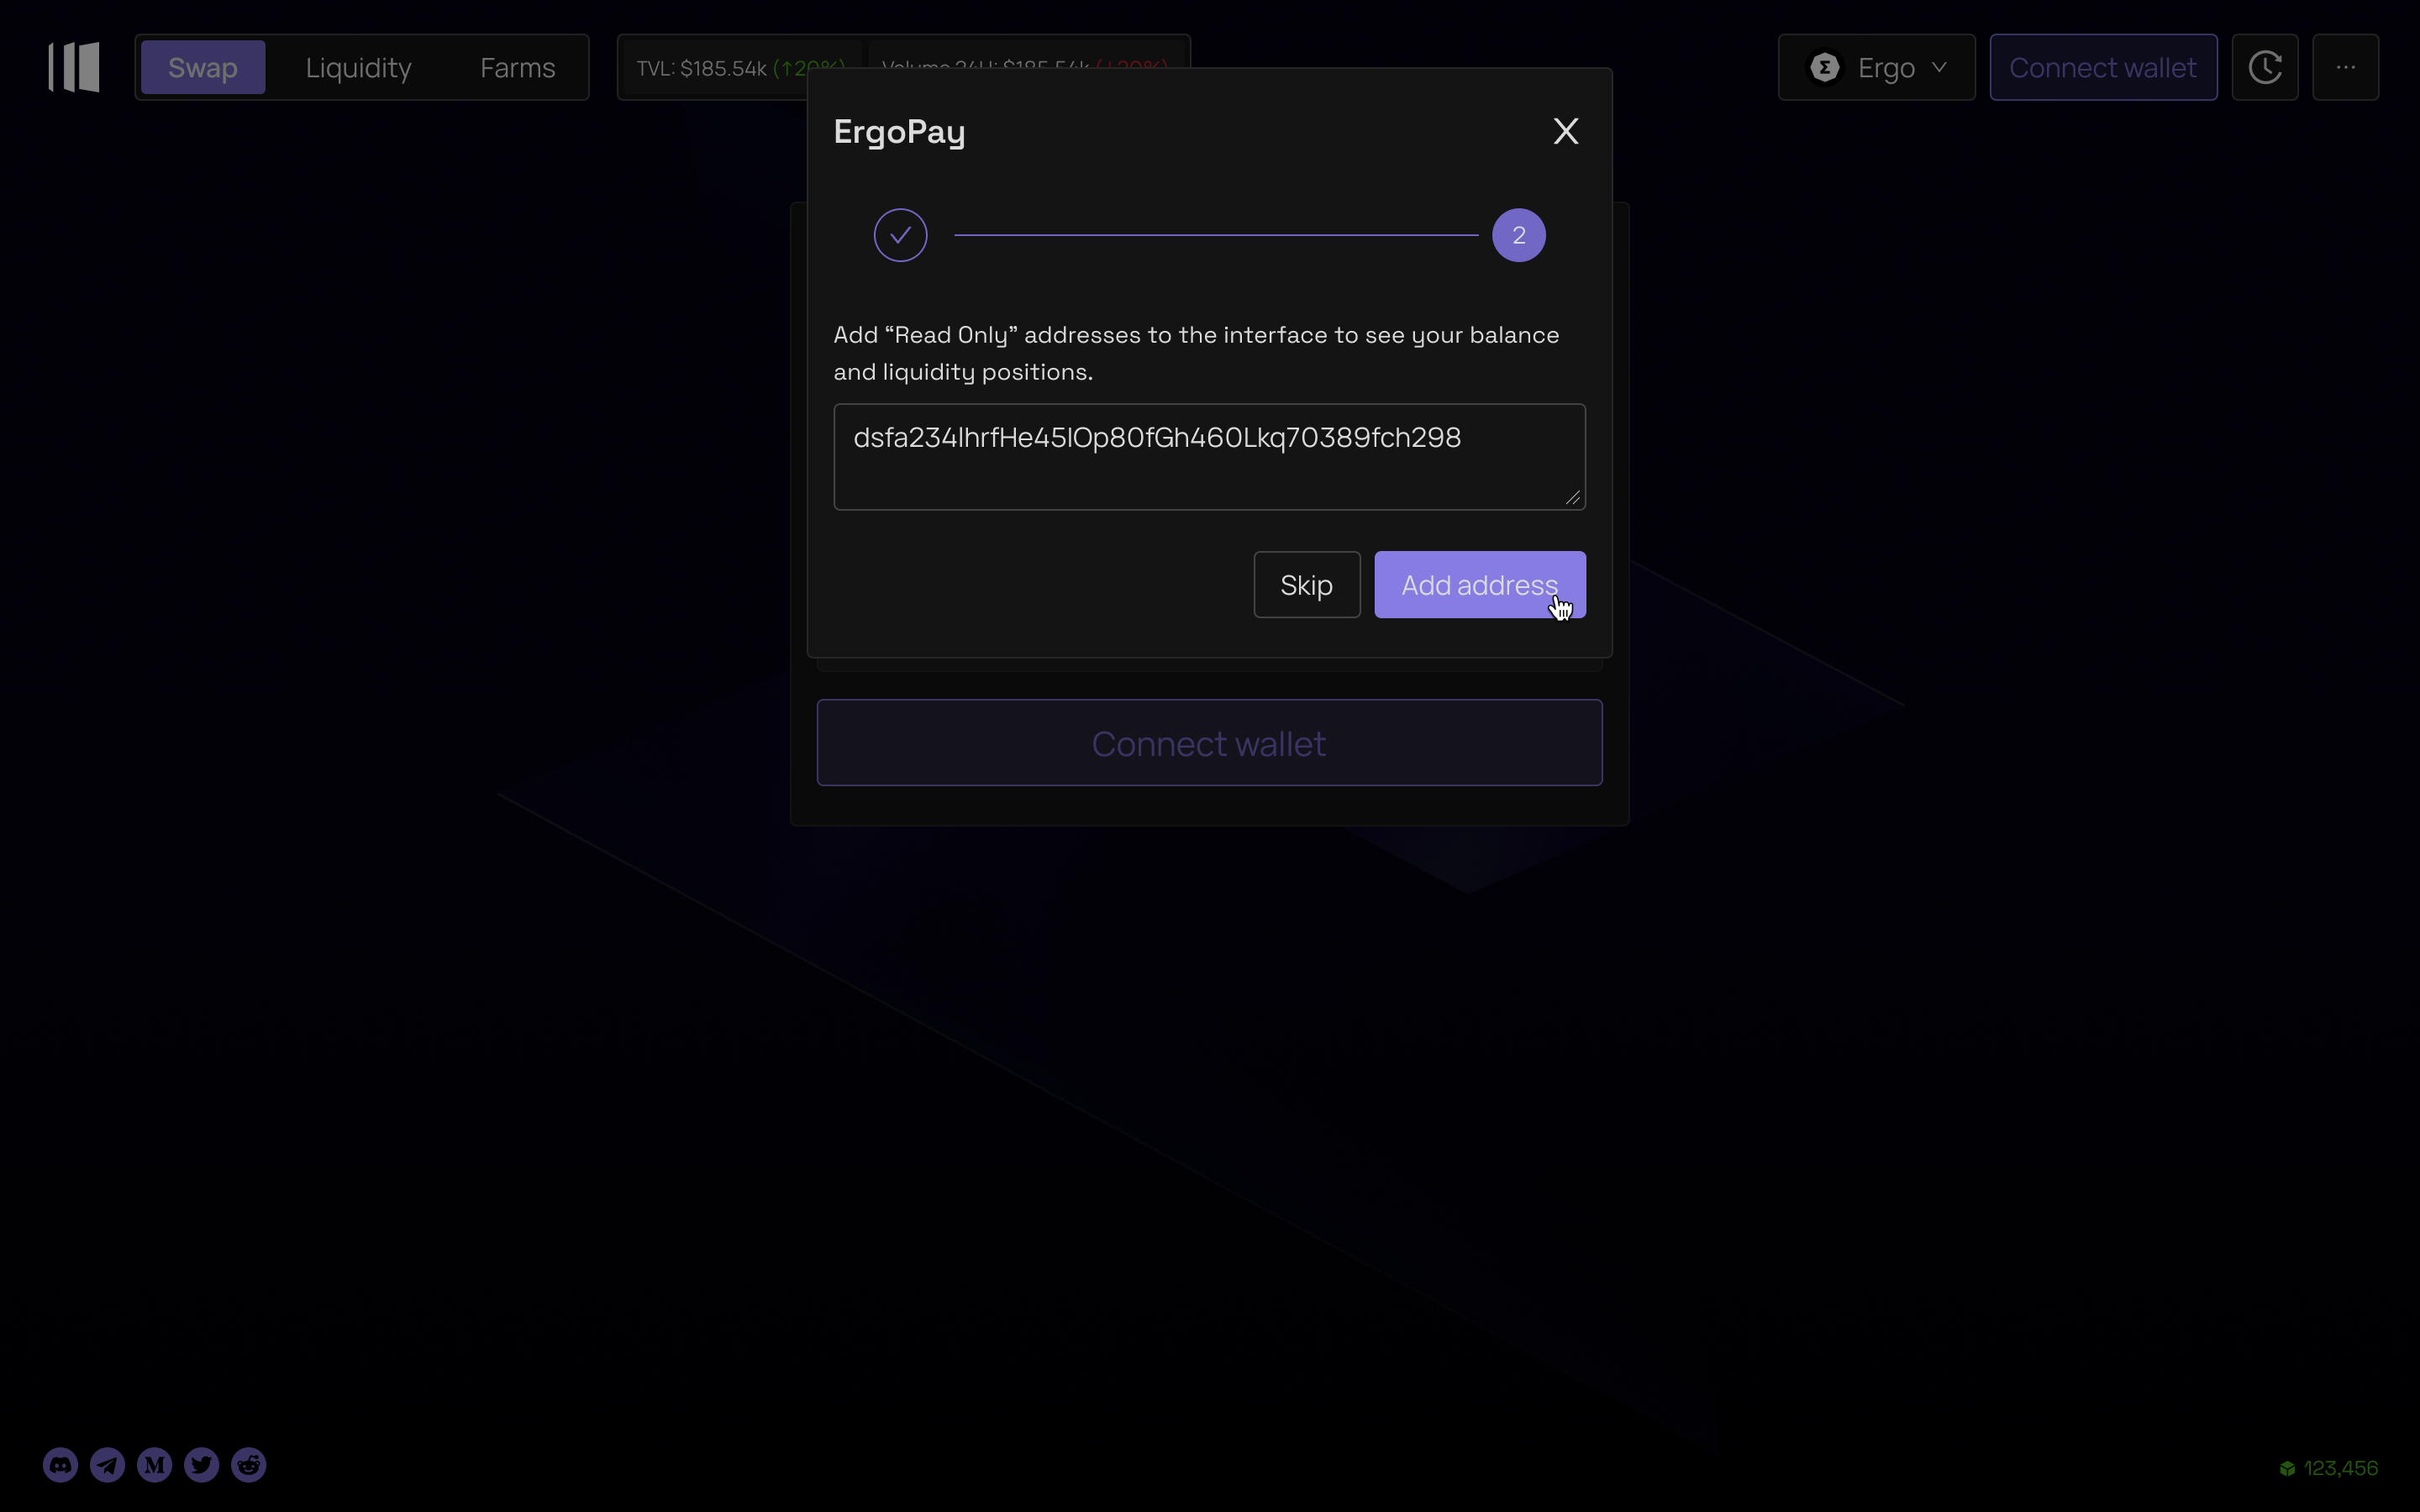 Swap Liquidity Farms TVL: $185.54k (↑20%) Volume 24H: $185.54k (↓20%) Ergo Connect wallet ...
ErgoPay X
2
Add “Read Only” addresses to the interface to see your balance
and liquidity positions.
dsfa234lhrfHe45lOp80fGh460Lkq70389fch298
Skip Add address
Connect wallet
123,456